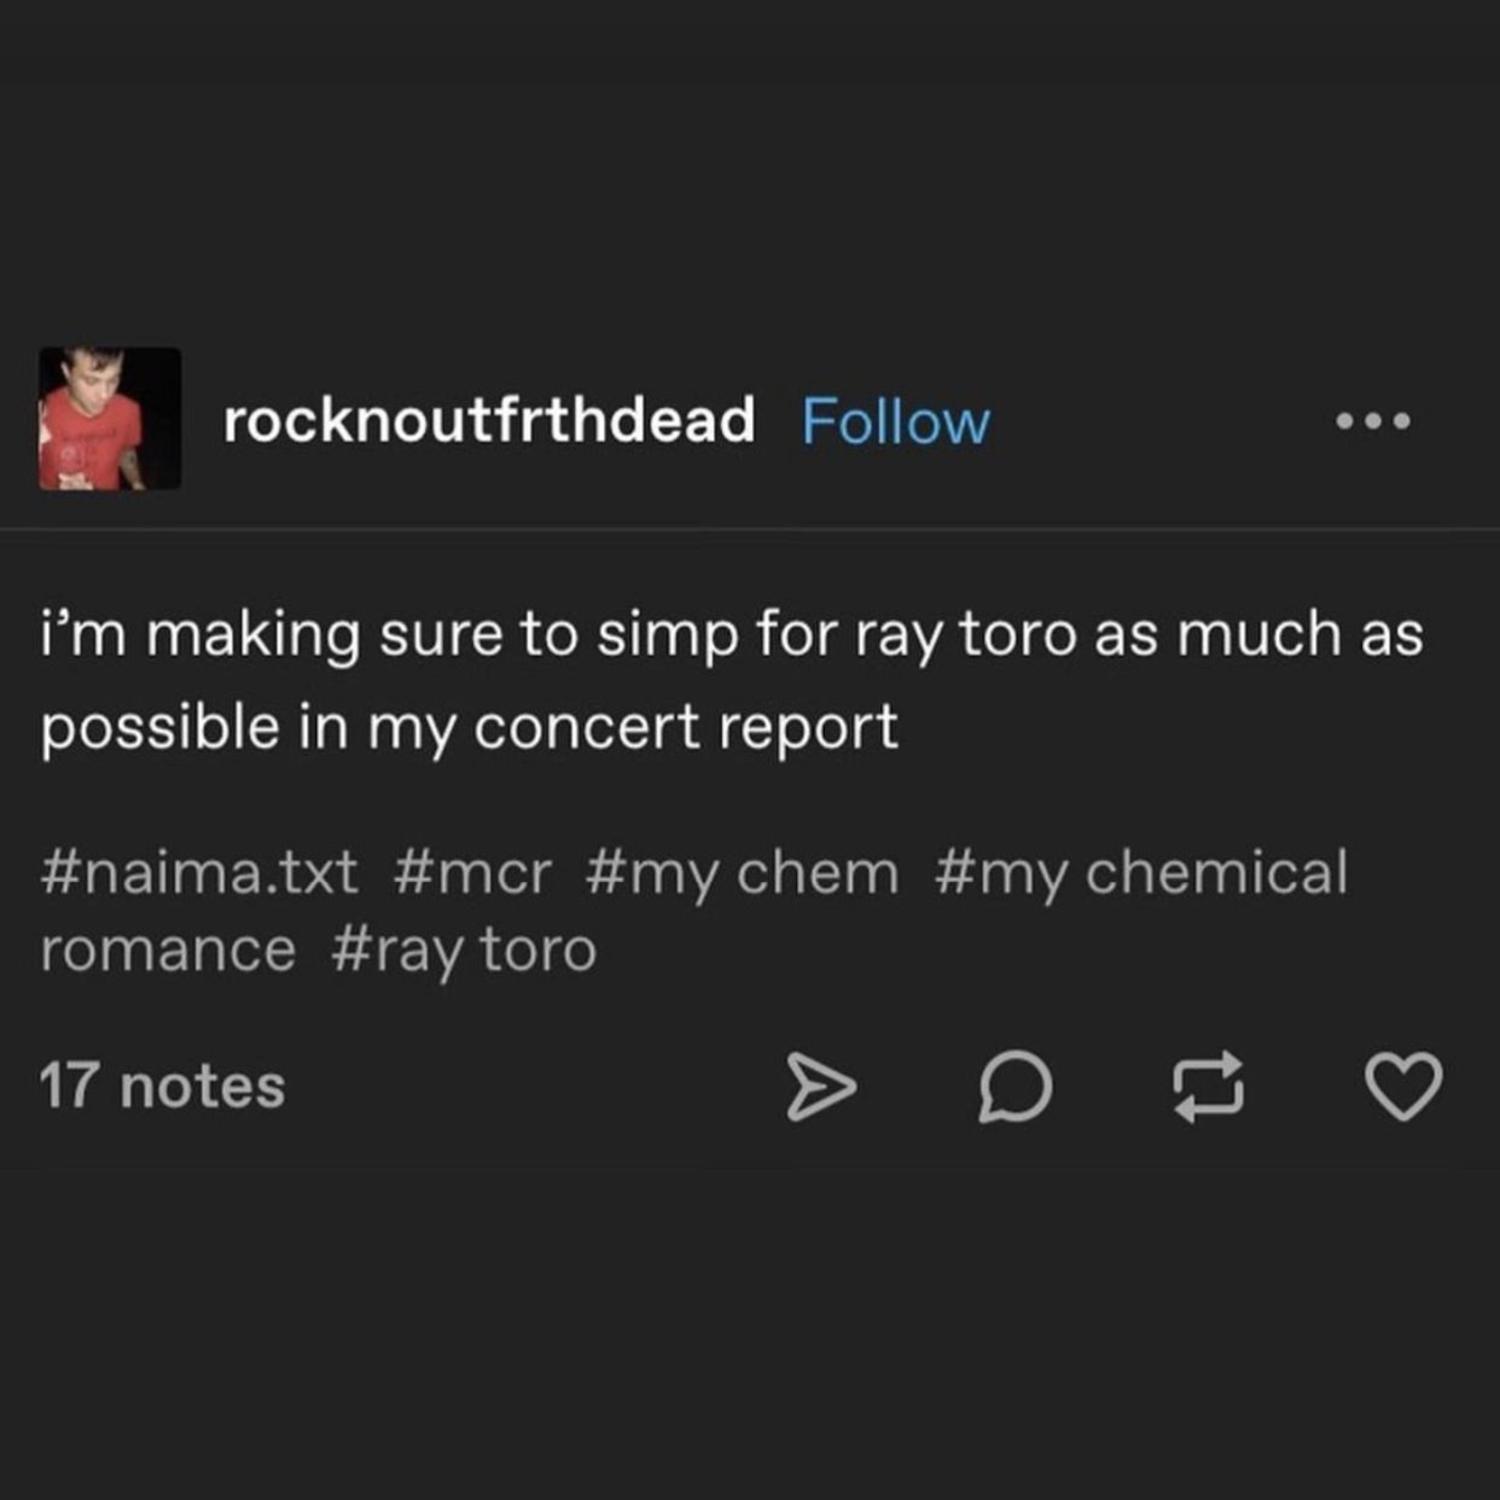 rocknoutfrthdead Follow
i’m making sure to simp for ray toro as much as
possible in my concert report
#naima.txt #mcr #my chem #my chemical
romance #ray toro
17 notes